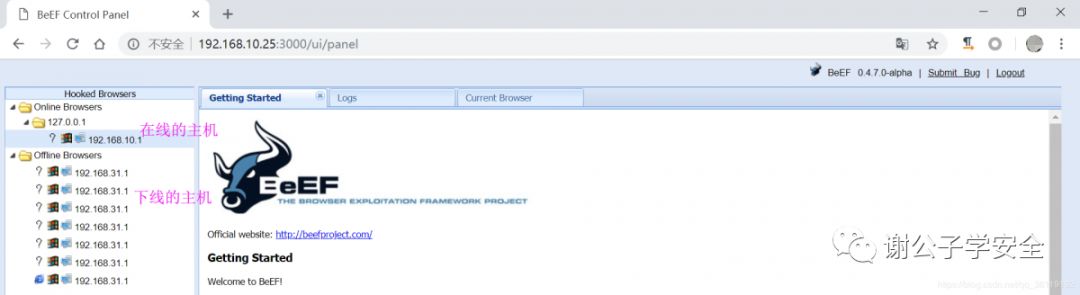 BeEF Control Panel
不安全 | 192.168.10.25:3000/ui/panel
BeEF 0.4.7.0-alpha | Submit Bug | Logout
Hooked Browsers
Getting Started
Logs
Current Browser
Online Browsers
127.0.0.1
192.168.10.1
在线的主机
Offline Browsers
192.168.31.1
192.168.31.1
下线的主机
192.168.31.1
192.168.31.1
192.168.31.1
192.168.31.1
192.168.31.1
BeEF
THE BROWSER EXPLOITATION FRAMEWORK PROJECT
Official website: http://beefproject.com/
Getting Started
Welcome to BeEF!
谢公子学安全